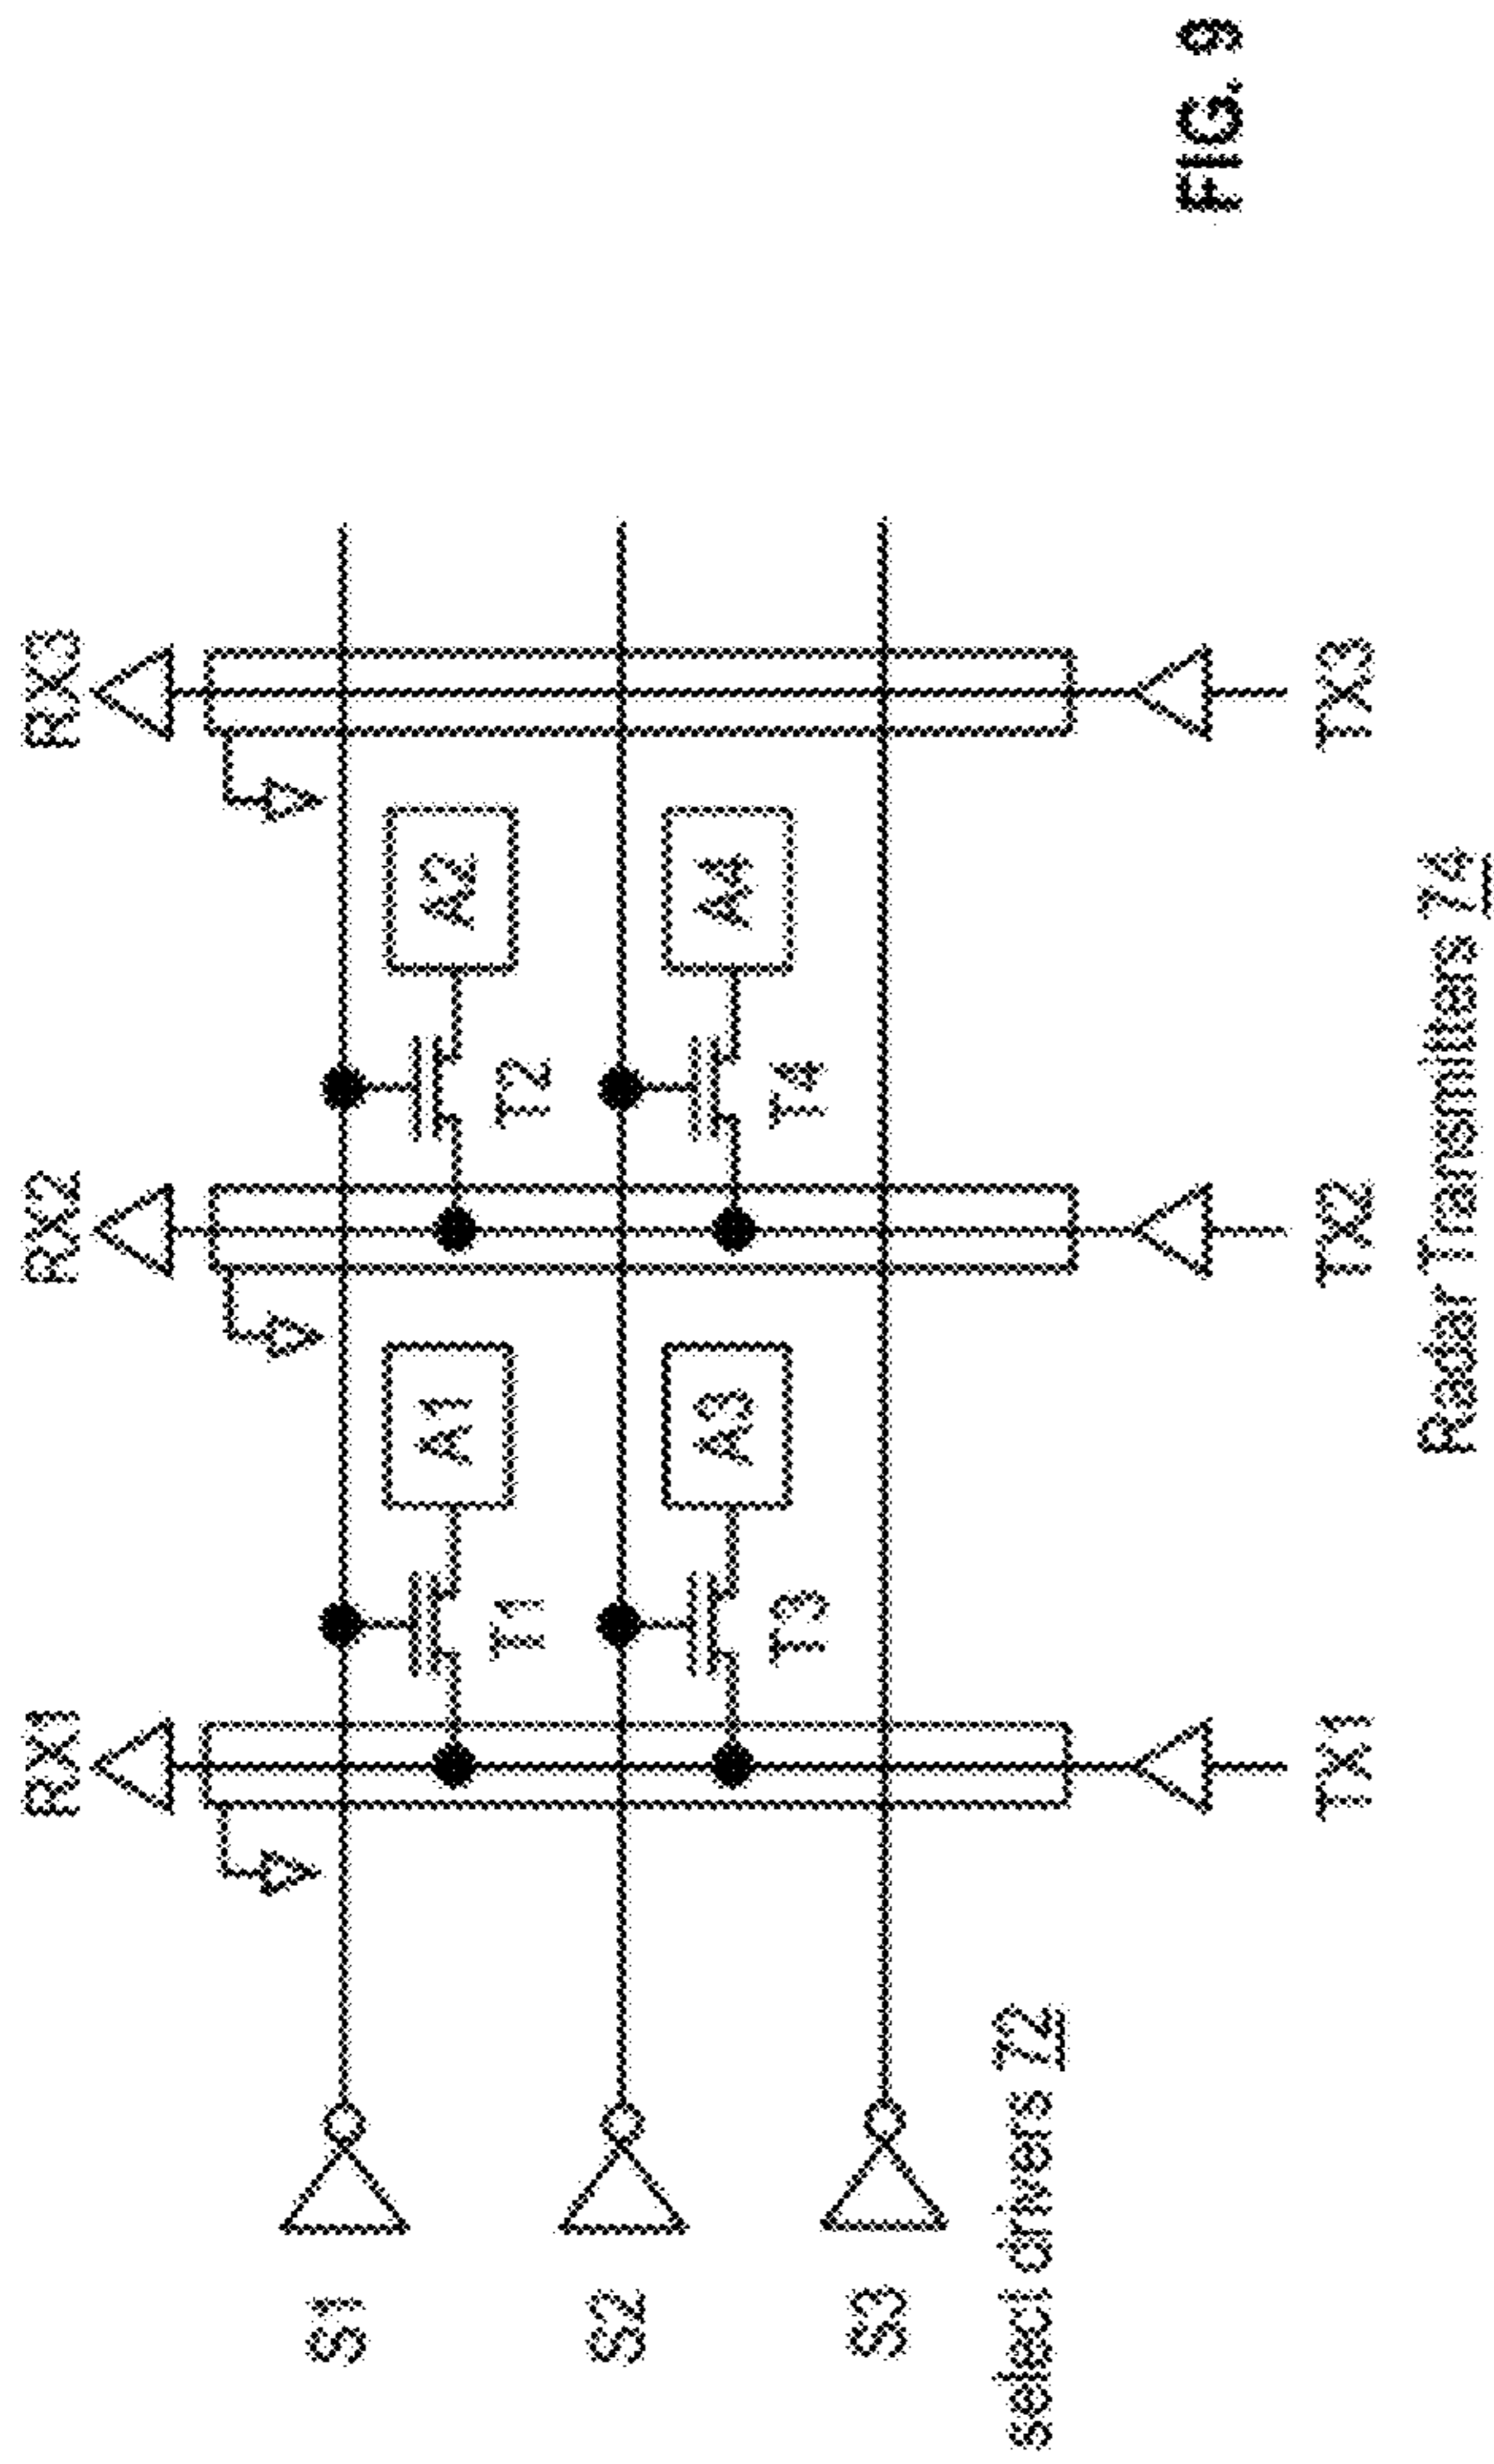 RX1
RX2
RX3
S1
T1
A1
T2
A2
S2
T3
A3
T4
A4
S3
select drivers 72
TX1
TX2
TX3
Radar Transmitters 74
FIG. 9